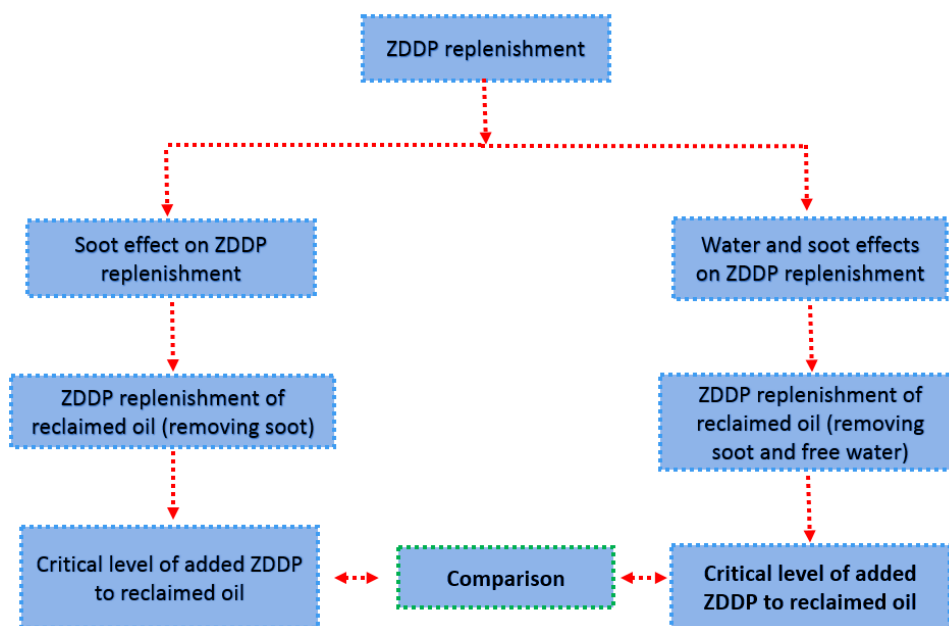 ZDDP replenishment
Soot effect on ZDDP
replenishment
Water and soot effects
on ZDDP replenishment
ZDDP replenishment of
reclaimed oil (removing soot)
ZDDP replenishment of
reclaimed oil (removing
soot and free water)
Critical level of added ZDDP
to reclaimed oil
Comparison
Critical level of added
ZDDP to reclaimed oil